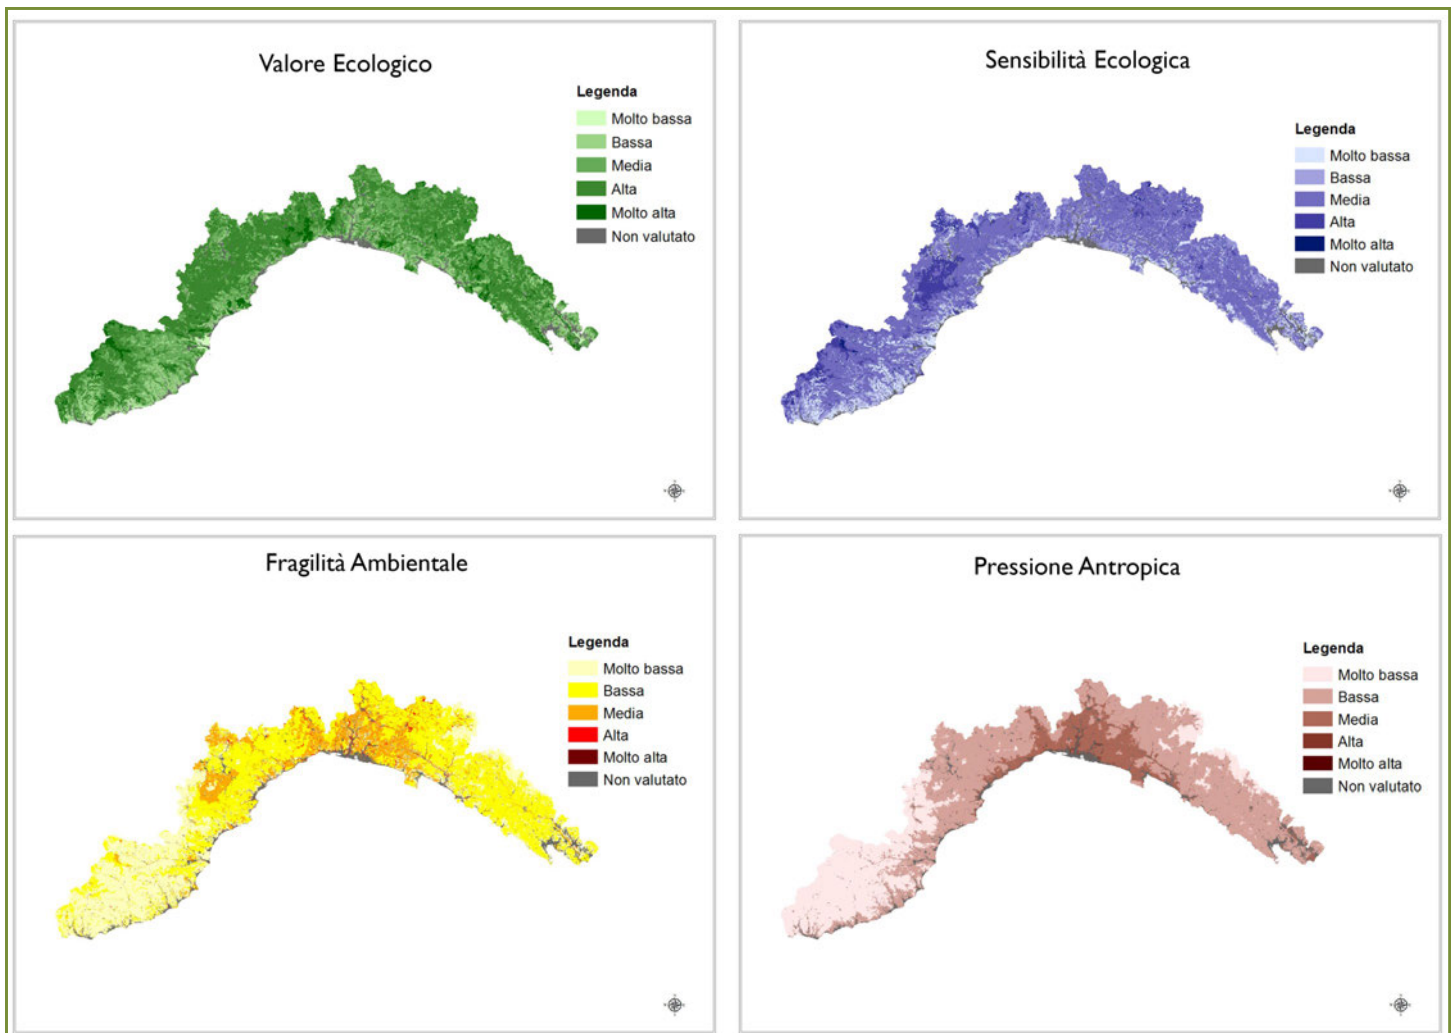 Valore Ecologico
Legenda
Molto bassa
Bassa
Media
Alta
Molto alta
Non valutato
Sensibilità Ecologica
Legenda
Molto bassa
Bassa
Media
Alta
Molto alta
Non valutato
Fragilità Ambientale
Legenda
Molto bassa
Bassa
Media
Alta
Molto alta
Non valutato
Pressione Antropica
Legenda
Molto bassa
Bassa
Media
Alta
Molto alta
Non valutato